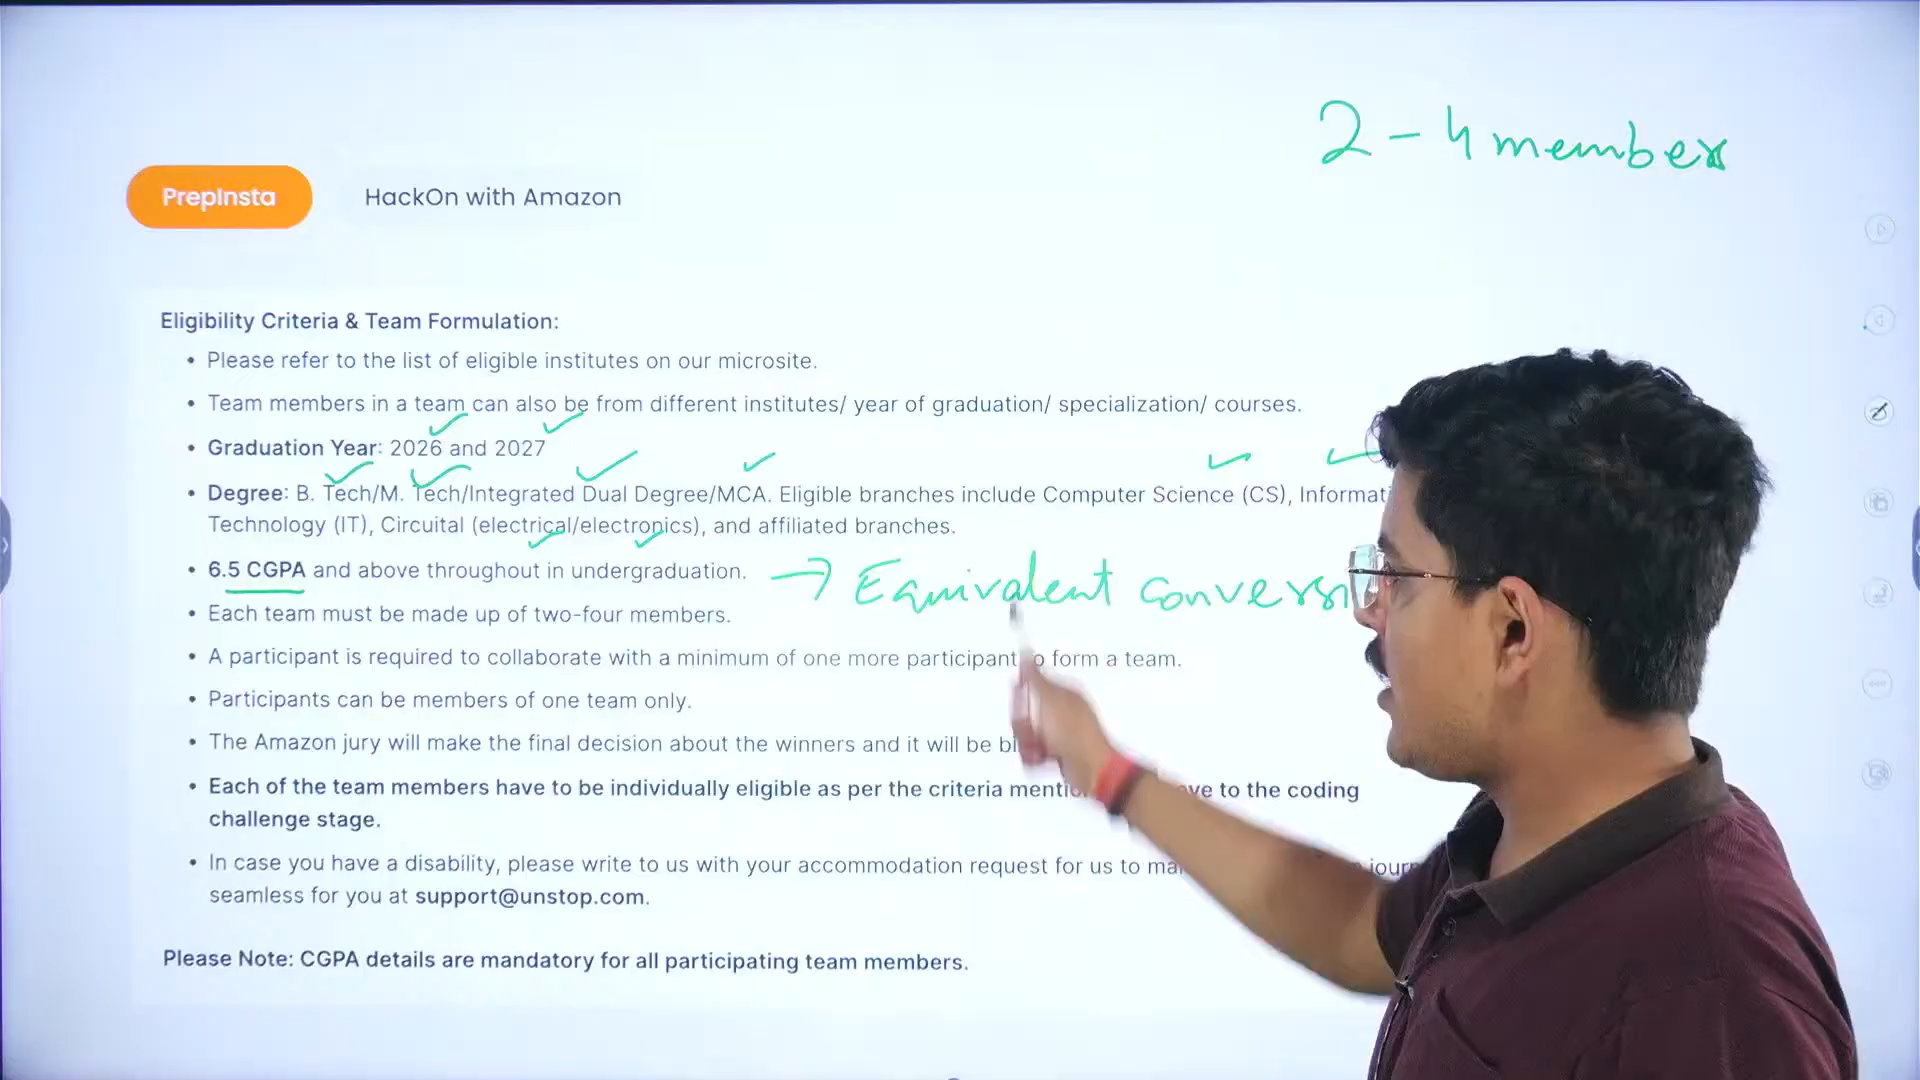 2 - 4 member
PrepInsta
HackOn with Amazon
Eligibility Criteria & Team Formulation:
• Please refer to the list of eligible institutes on our microsite.
• Team members in a team can also be from different institutes/ year of graduation/ specialization/ courses.
• Graduation Year: 2026 and 2027
• Degree: B. Tech/M. Tech/Integrated Dual Degree/MCA. Eligible branches include Computer Science (CS), Informati
Technology (IT), Circuital (electrical/electronics), and affiliated branches.
• 6.5 CGPA and above throughout in undergraduation. → Equivalent conversi
• Each team must be made up of two-four members.
• A participant is required to collaborate with a minimum of one more participant o form a team.
• Participants can be members of one team only.
• The Amazon jury will make the final decision about the winners and it will be bi
• Each of the team members have to be individually eligible as per the criteria mentio ve to the coding
challenge stage.
• In case you have a disability, please write to us with your accommodation request for us to ma journ
seamless for you at support@unstop.com.
Please Note: CGPA details are mandatory for all participating team members.